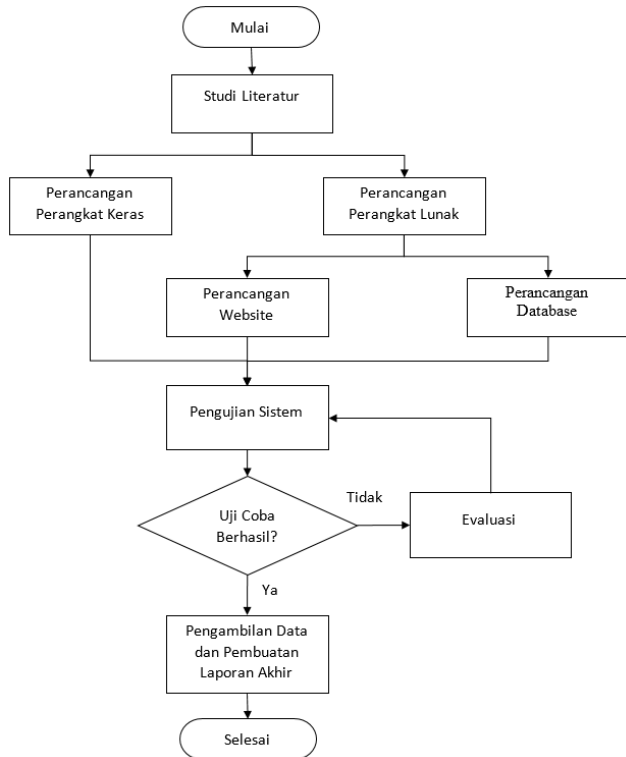 Mulai
Studi Literatur
Perancangan
Perangkat Keras
Perancangan
Perangkat Lunak
Perancangan
Website
Perancangan
Database
Pengujian Sistem
Uji Coba
Berhasil?
Tidak
Evaluasi
Ya
Pengambilan Data
dan Pembuatan
Laporan Akhir
Selesai